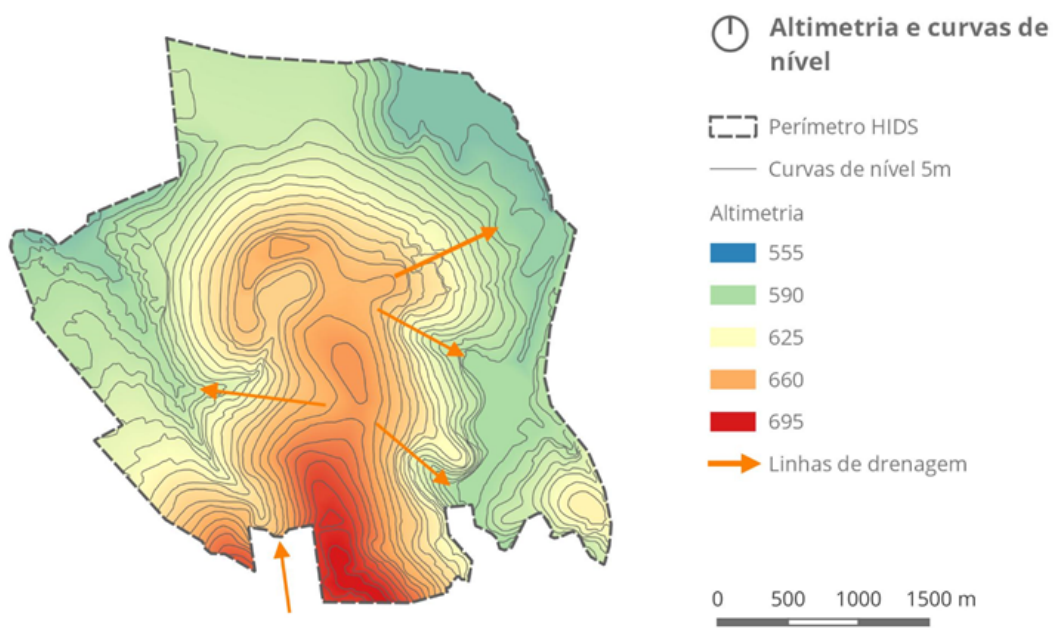 Altimetria e curvas de
nível
Perímetro HIDS
Curvas de nível 5m
Altimetria
555
590
625
660
695
Linhas de drenagem
0 500 1000 1500 m